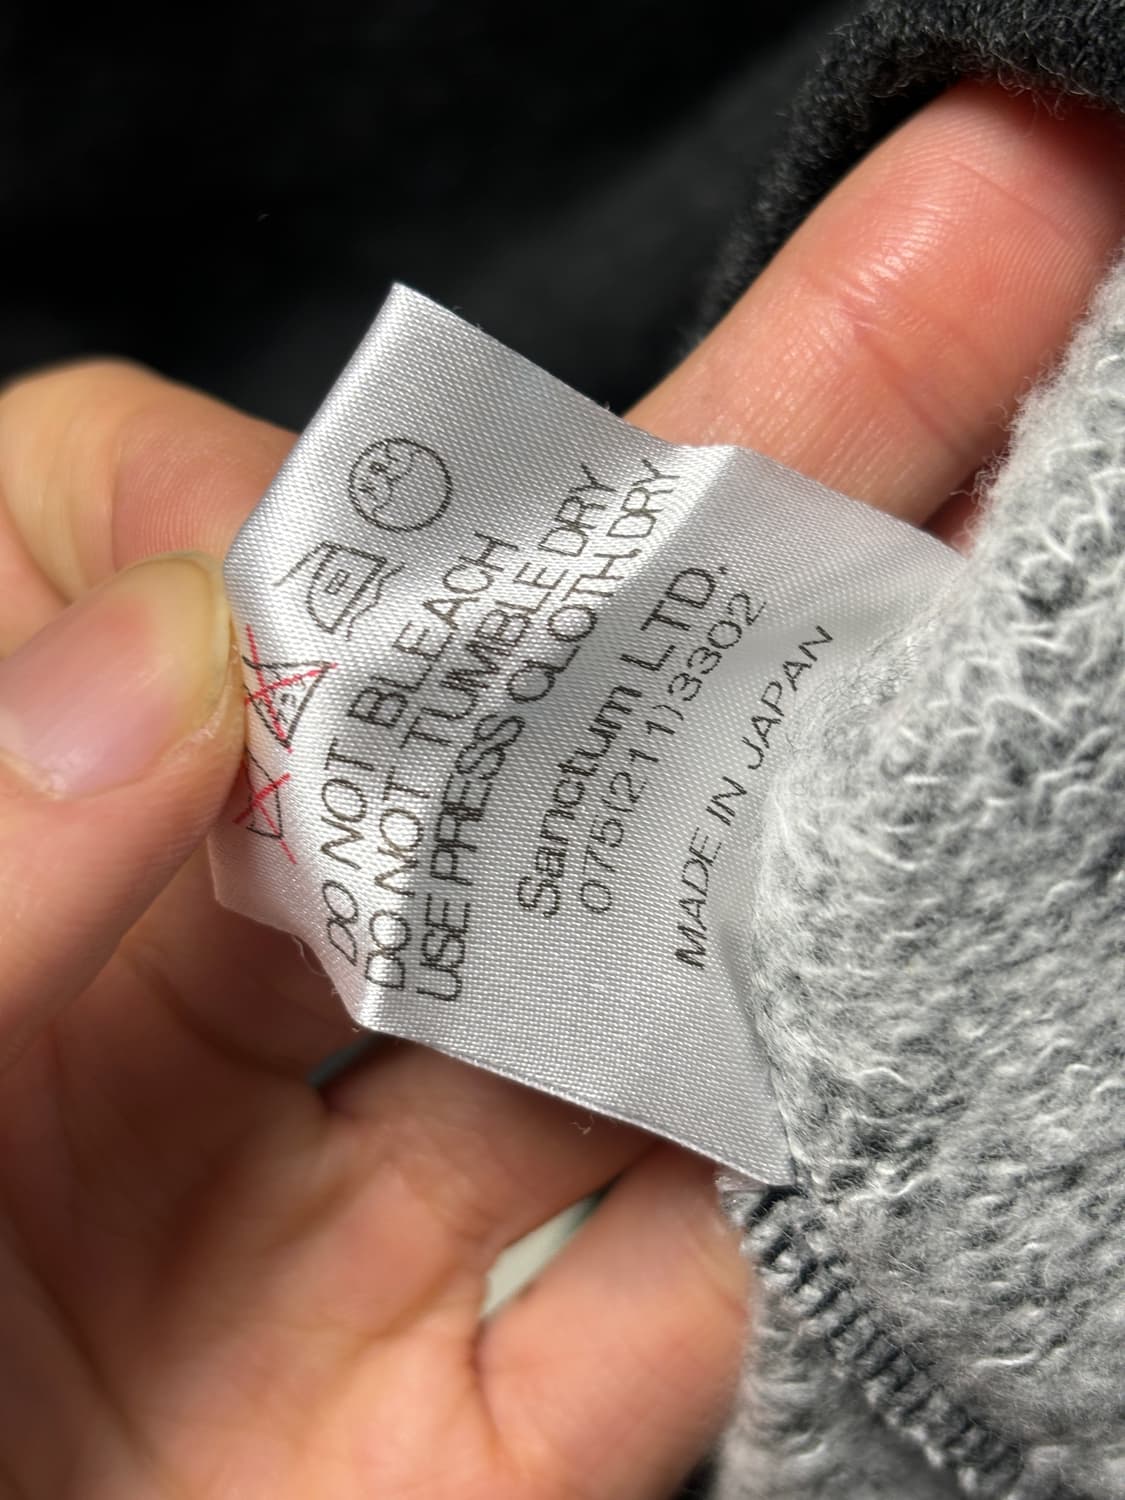 DO NOT BLEACH
DO NOT TUMBLE DRY
USE PRESS CLOTH.DRY
Sanctum LTD.
075(211)3302
MADE IN JAPAN